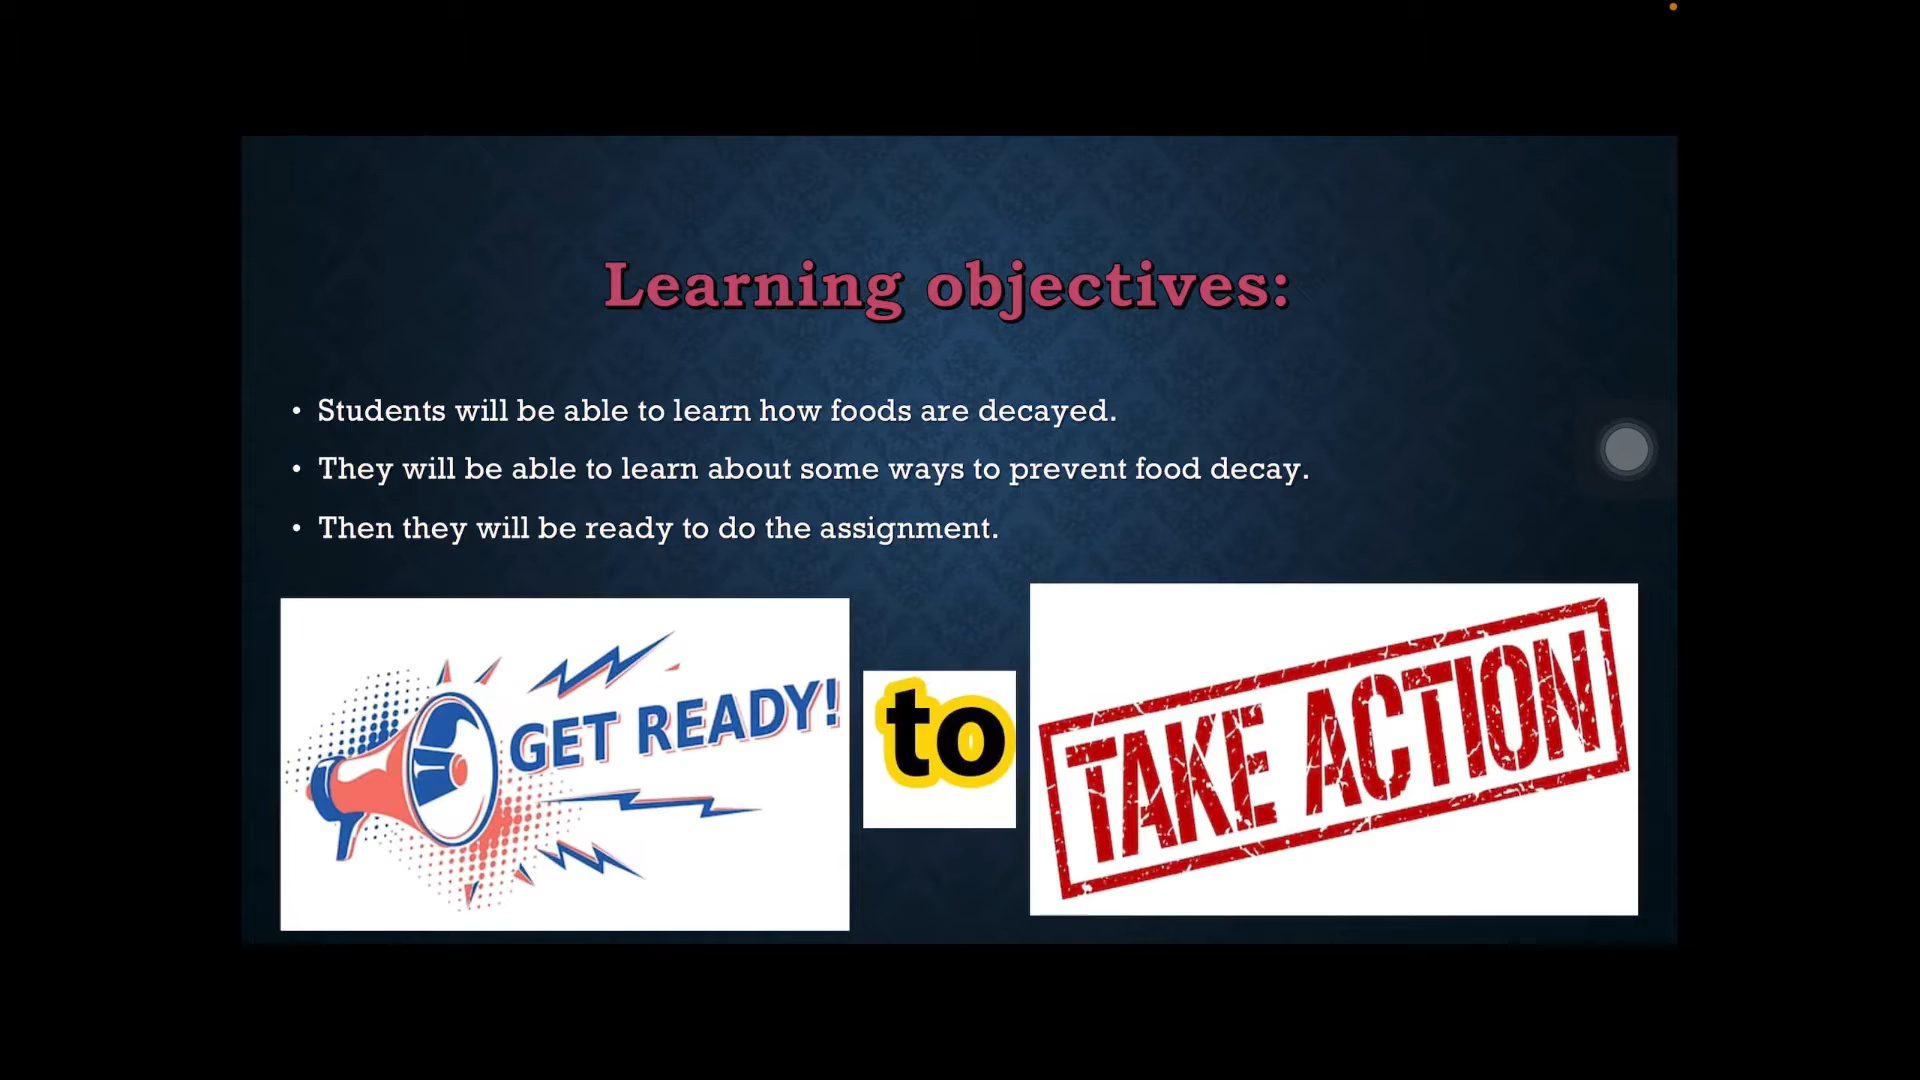 Learning objectives:
• Students will be able to learn how foods are decayed.
• They will be able to learn about some ways to prevent food decay.
• Then they will be ready to do the assignment.
GET READY!
to
TAKE ACTION